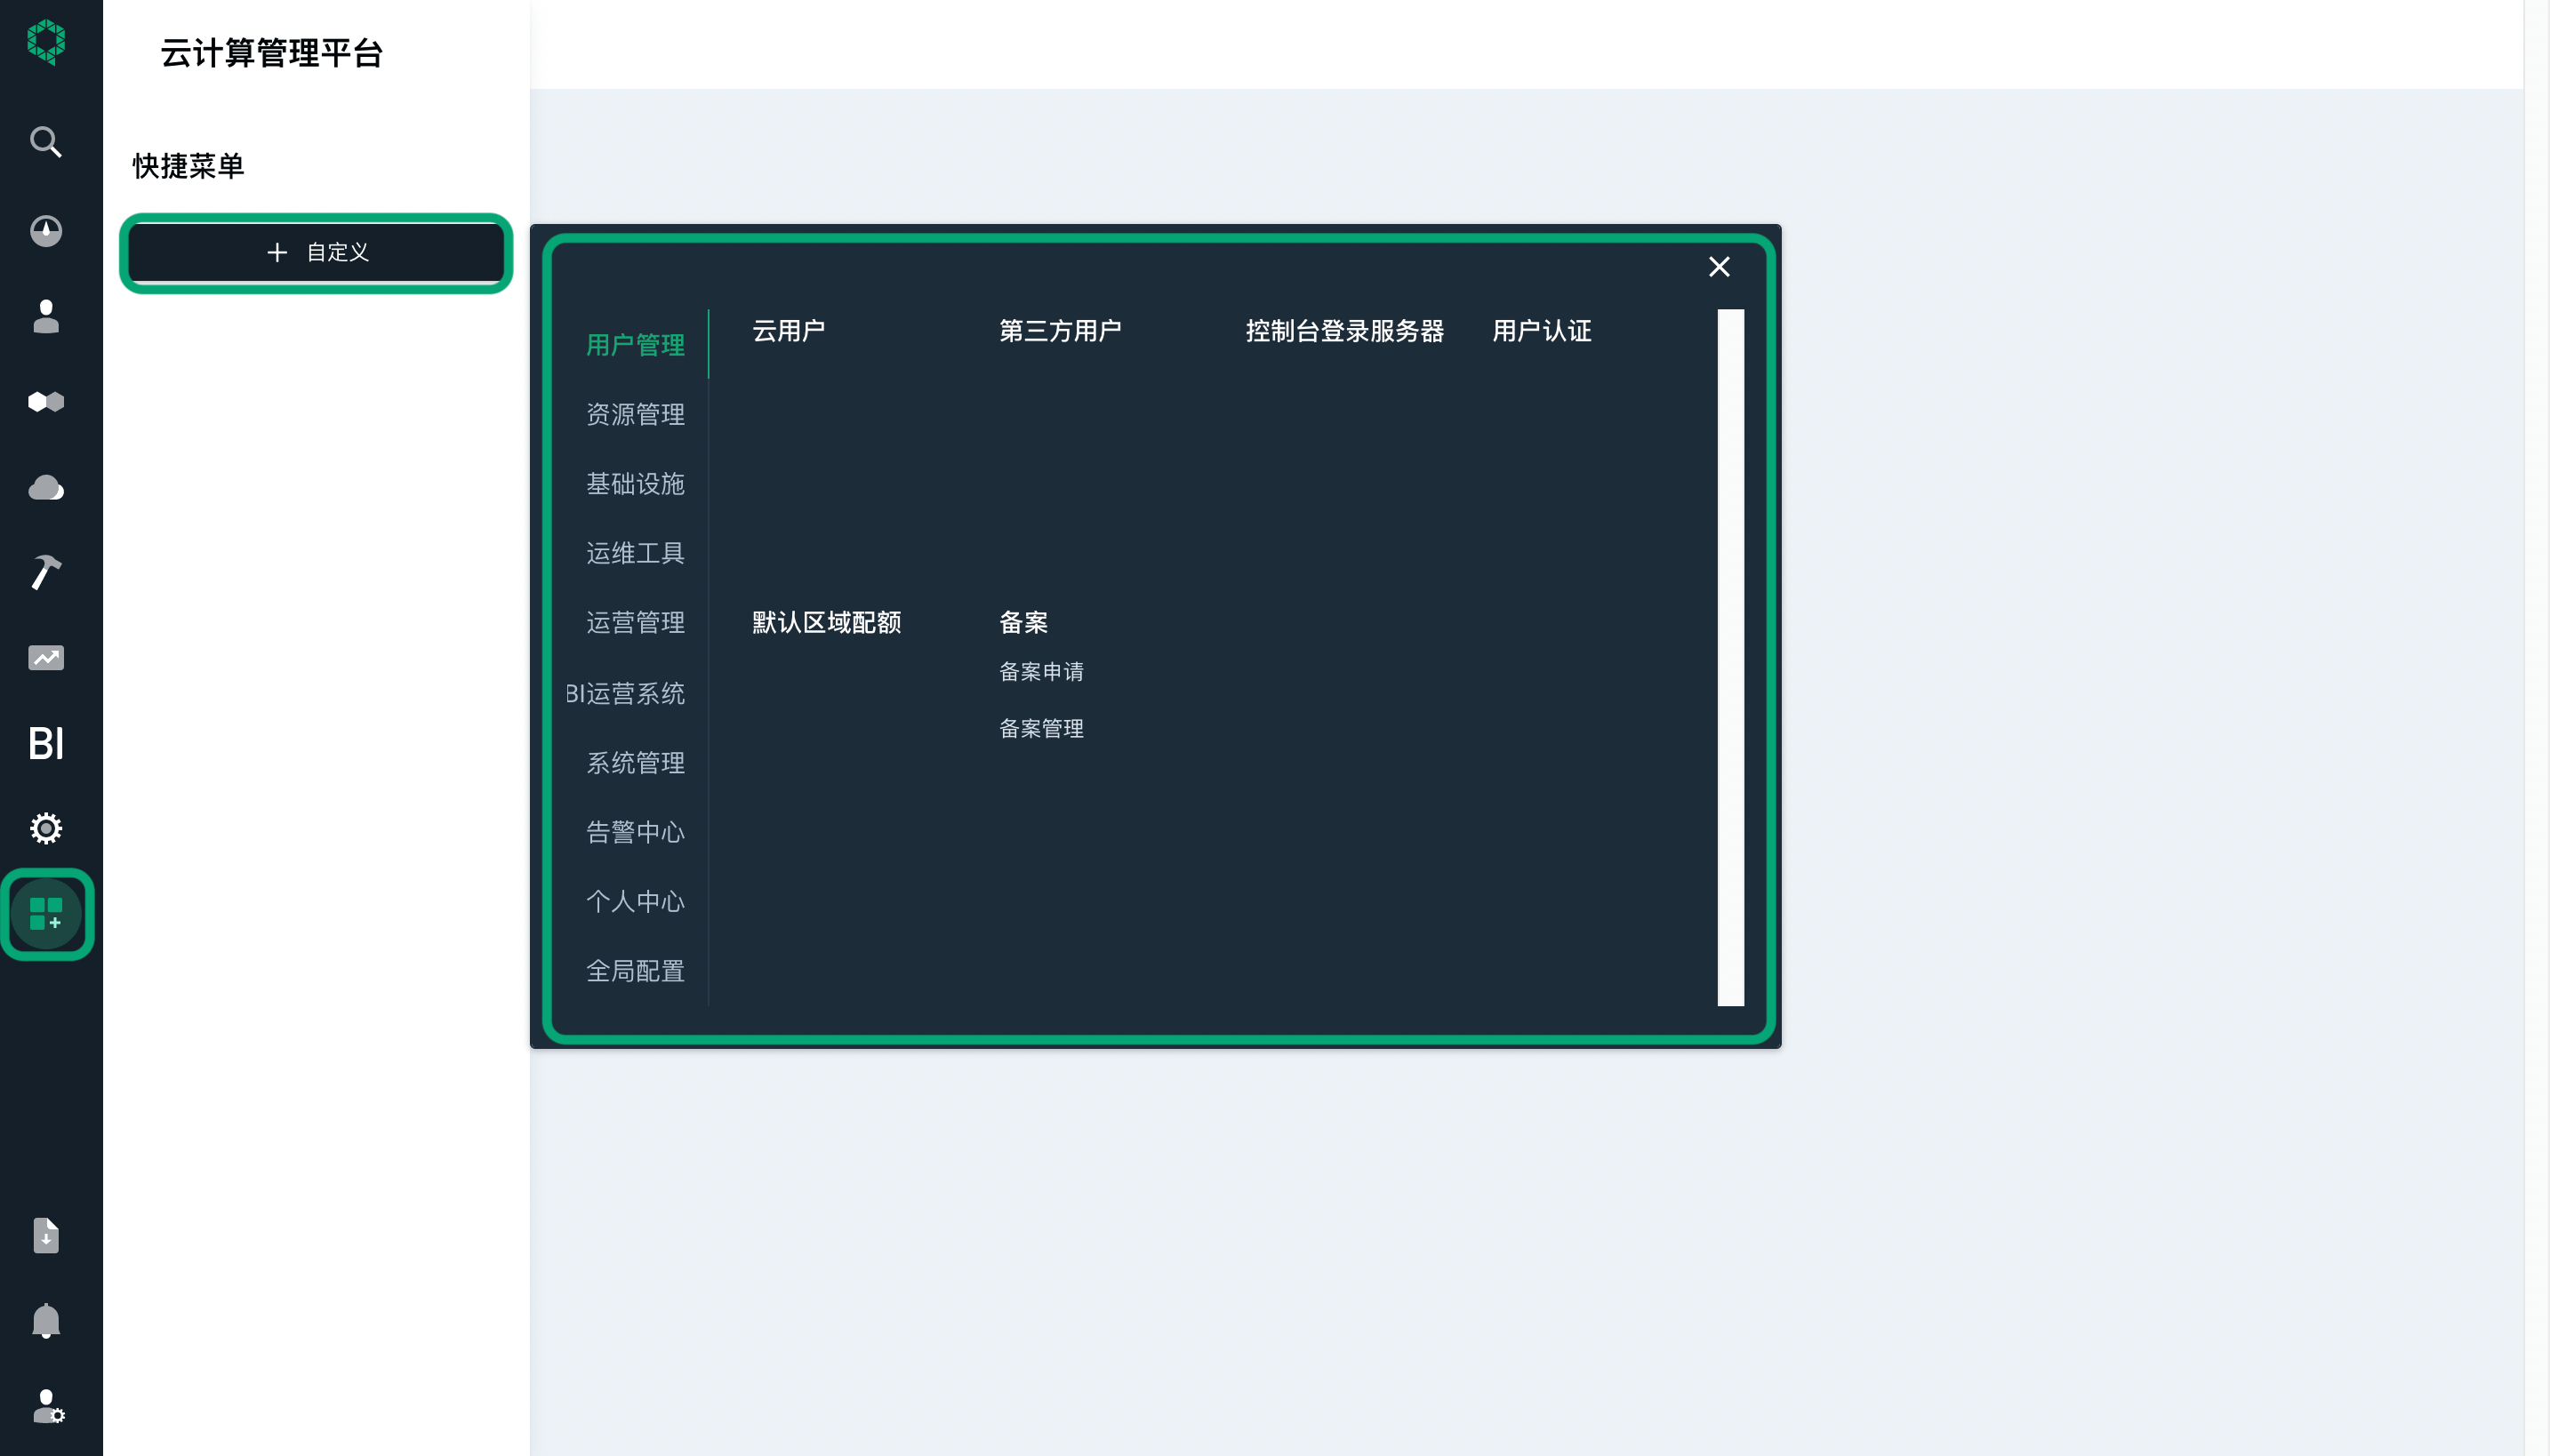 云计算管理平台
快捷菜单
自定义
BI
用户管理
资源管理
基础设施
运维工具
运营管理
BI运营系统
系统管理
告警中心
个人中心
全局配置
云用户
第三方用户
控制台登录服务器
用户认证
默认区域配额
备案
备案申请
备案管理